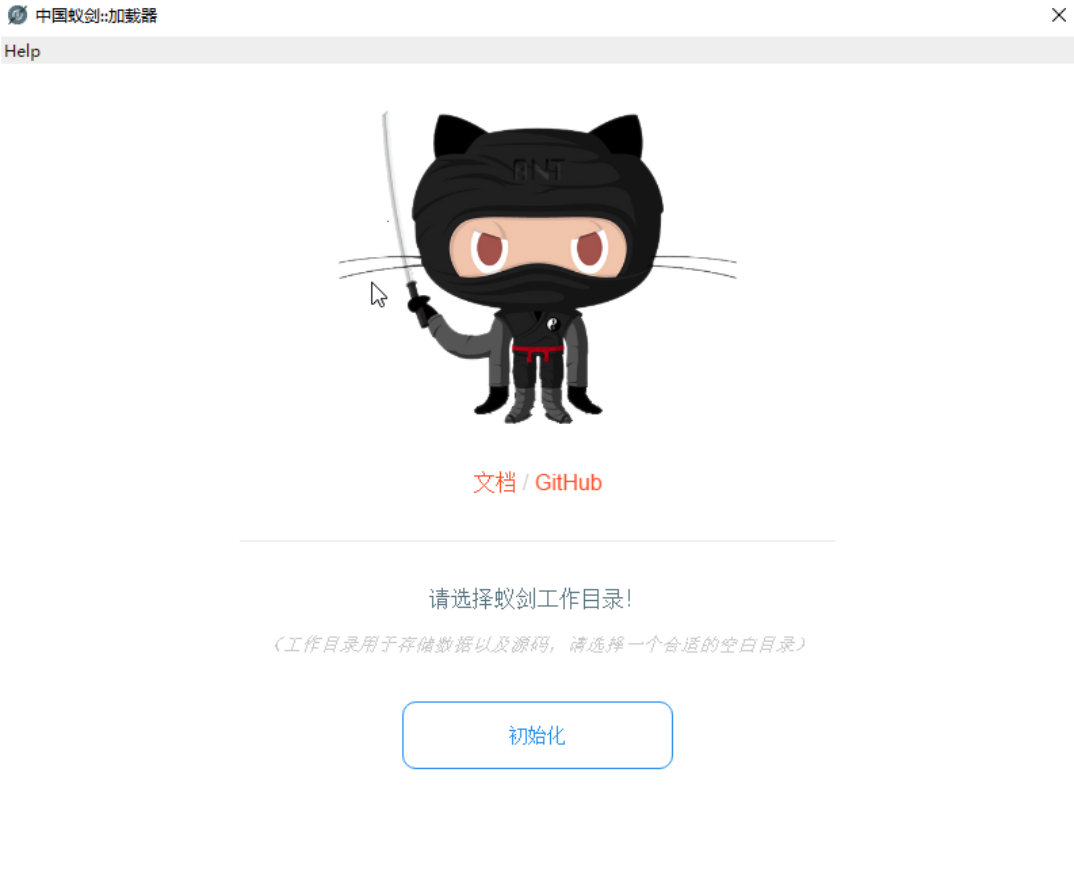 中国蚁剑::加载器
Help
ANT
文档 / GitHub
请选择蚁剑工作目录!
（工作目录用于存储数据以及源码，请选择一个合适的空白目录）
初始化